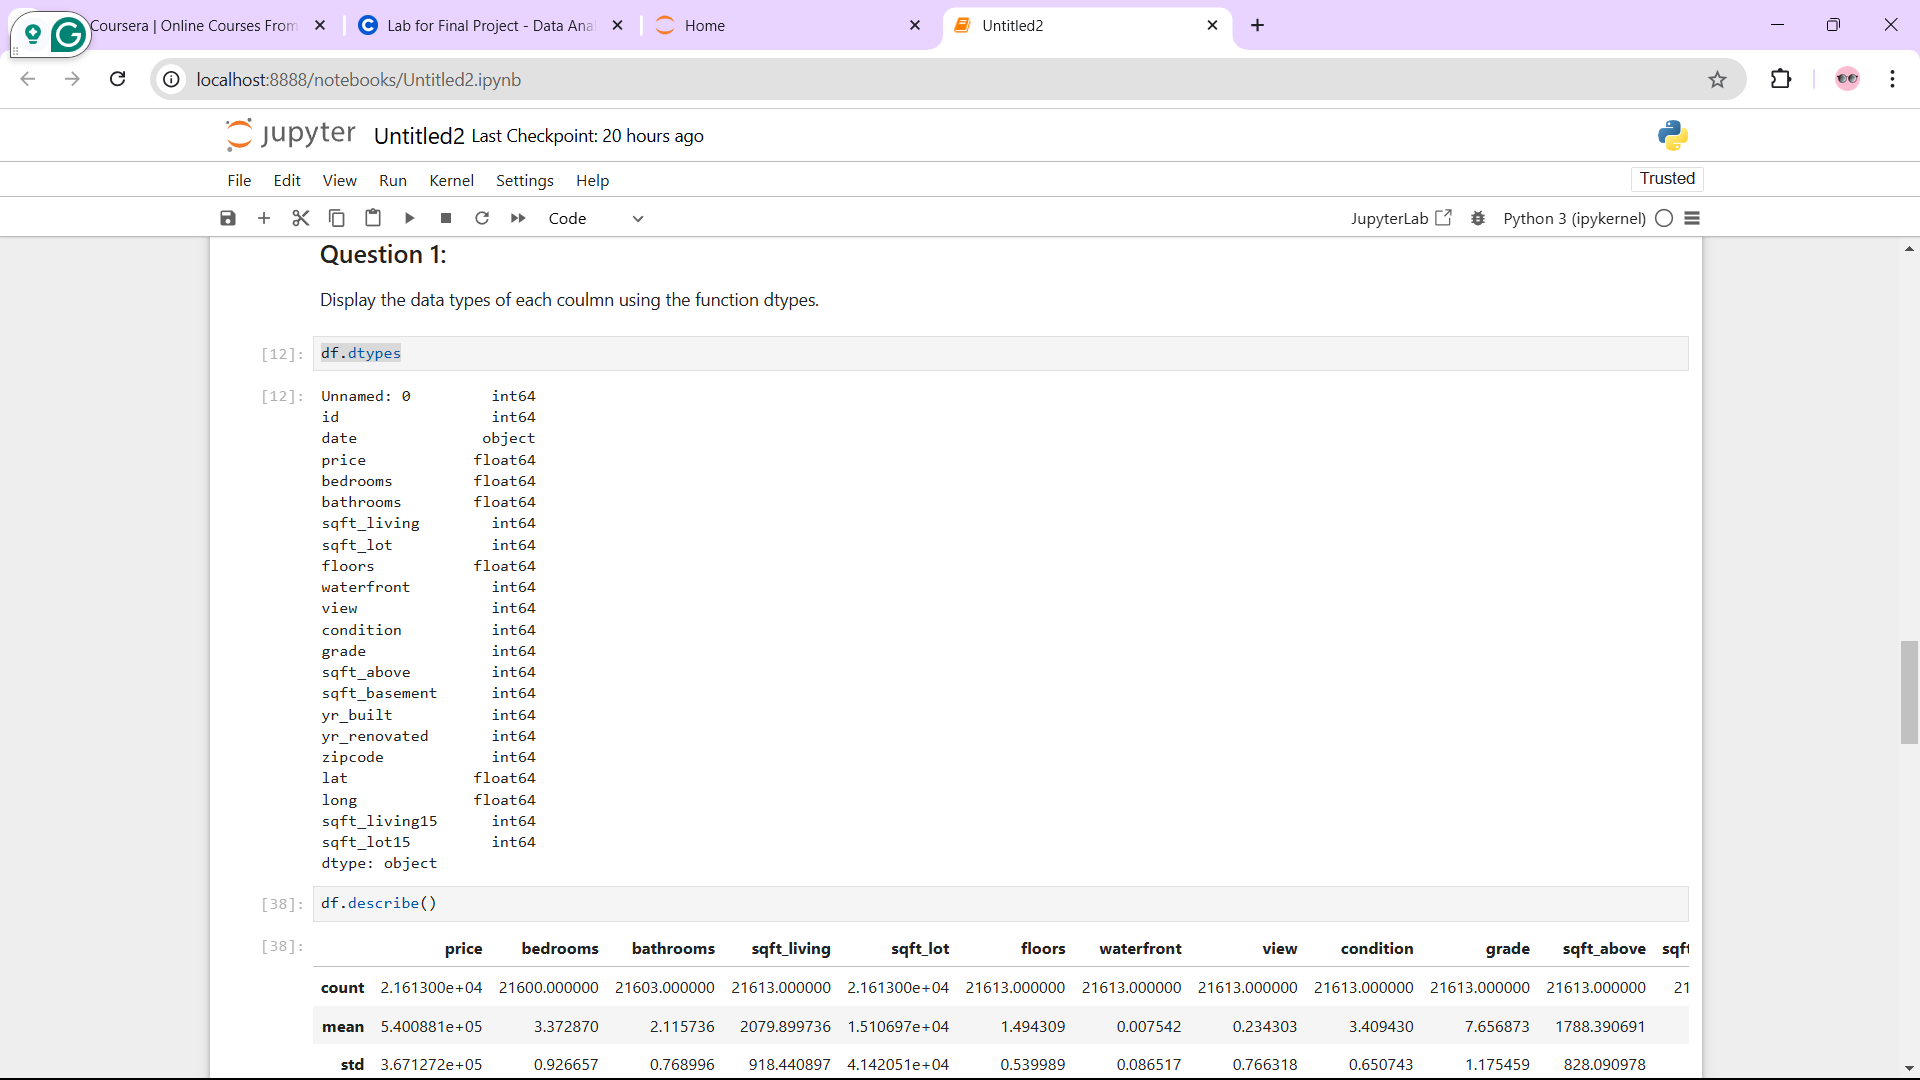 Coursera | Online Courses From
Lab for Final Project - Data Anal
Home
Untitled2
localhost:8888/notebooks/Untitled2.ipynb
jupyter Untitled2 Last Checkpoint: 20 hours ago
File Edit View Run Kernel Settings Help
Trusted
Code
JupyterLab
Python 3 (ipykernel)
Question 1:
Display the data types of each coulmn using the function dtypes.
[12]: df.dtypes
[12]: Unnamed: 0 int64
id int64
date object
price float64
bedrooms float64
bathrooms float64
sqft_living int64
sqft_lot int64
floors float64
waterfront int64
view int64
condition int64
grade int64
sqft_above int64
sqft_basement int64
yr_built int64
yr_renovated int64
zipcode int64
lat float64
long float64
sqft_living15 int64
sqft_lot15 int64
dtype: object
[38]: df.describe()
[38]: price bedrooms bathrooms sqft_living sqft_lot floors waterfront view condition grade sqft_above sqft
count 2.161300e+04 21600.000000 21603.000000 21613.000000 2.161300e+04 21613.000000 21613.000000 21613.000000 21613.000000 21613.000000 21613.000000 21
mean 5.400881e+05 3.372870 2.115736 2079.899736 1.510697e+04 1.494309 0.007542 0.234303 3.409430 7.656873 1788.390691
std 3.671272e+05 0.926657 0.768996 918.440897 4.142051e+04 0.539989 0.086517 0.766318 0.650743 1.175459 828.090978